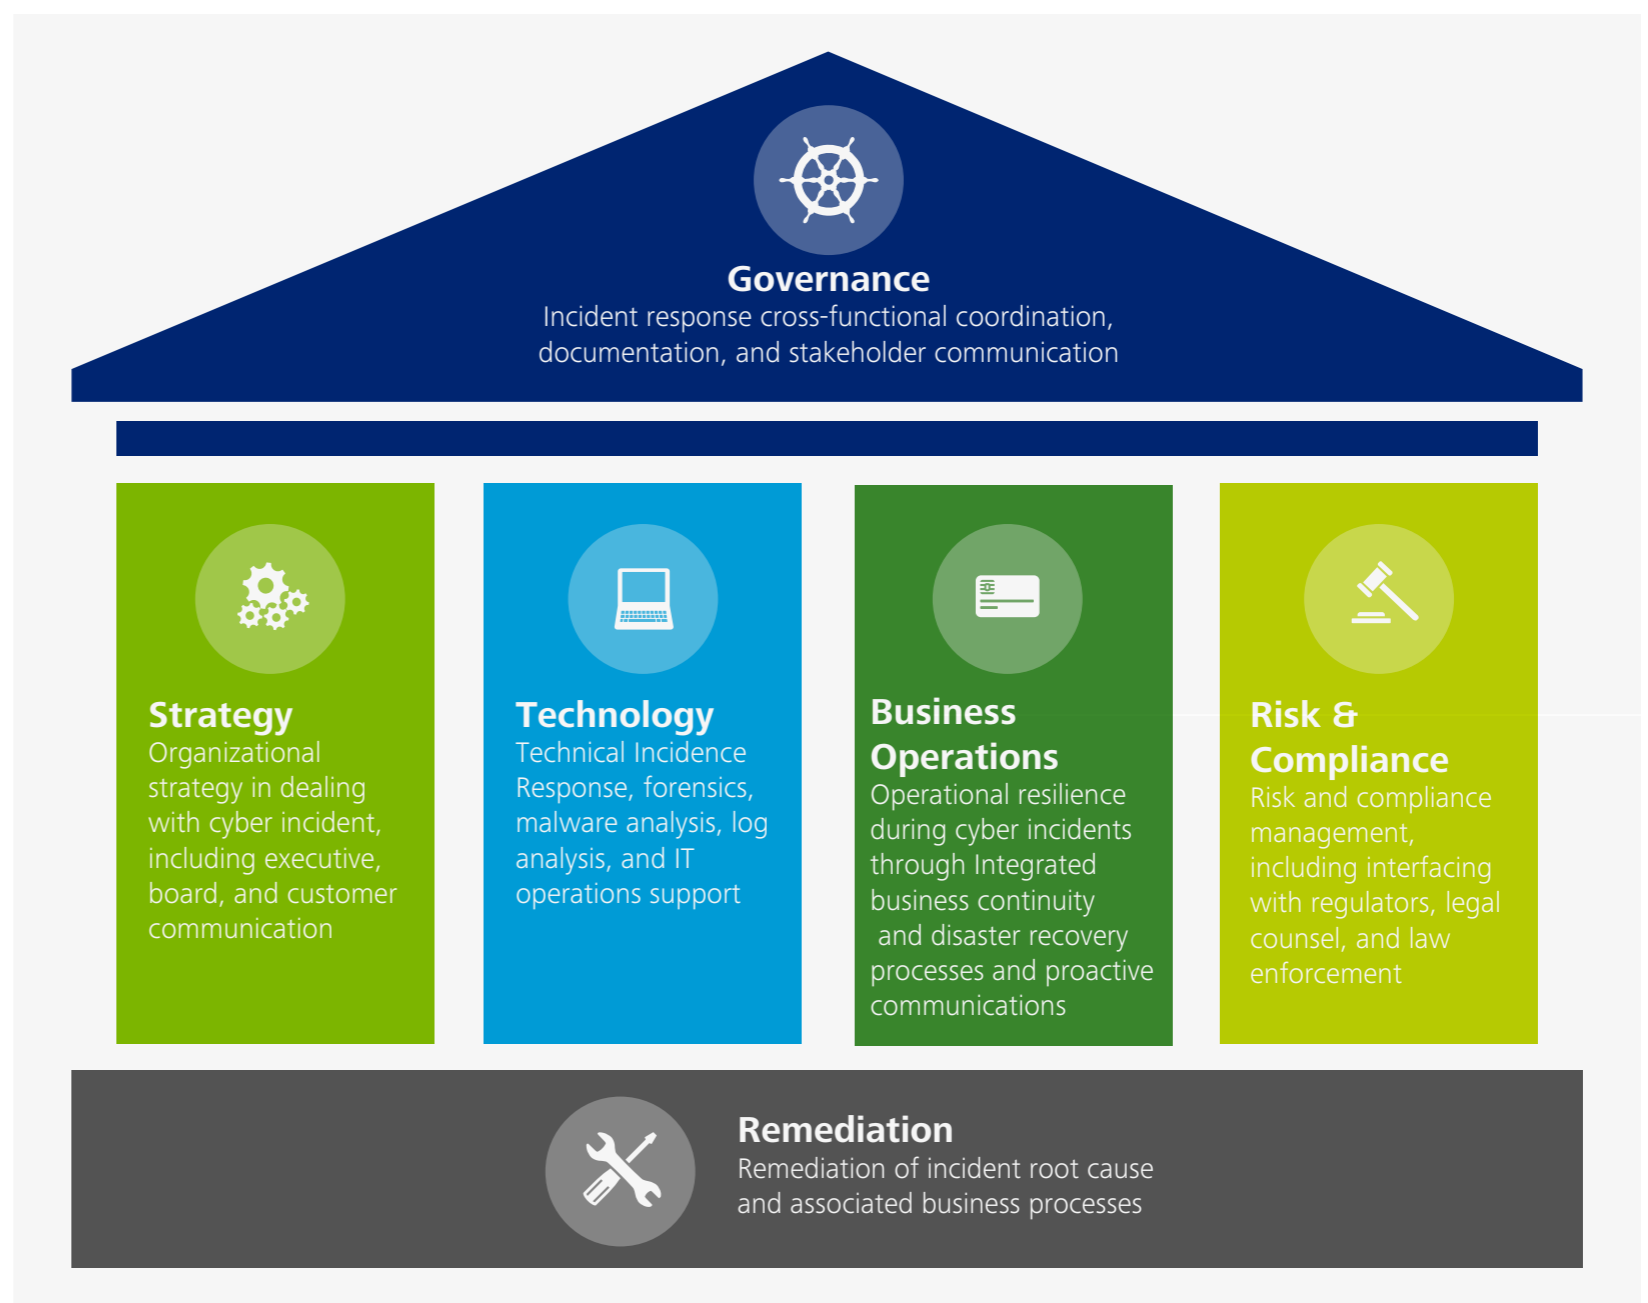 Governance
Incident response cross-functional coordination,
documentation, and stakeholder communication
Strategy
Organizational
strategy in dealing
with cyber incident,
including executive,
board, and customer
communication
Technology
Technical Incidence
Response, forensics,
malware analysis, log
analysis, and IT
operations support
Business
Operations
Operational resilience
during cyber incidents
through Integrated
business continuity
and disaster recovery
processes and proactive
communications
Risk &
Compliance
Risk and compliance
management,
including interfacing
with regulators, legal
counsel, and law
enforcement
Remediation
Remediation of incident root cause
and associated business processes